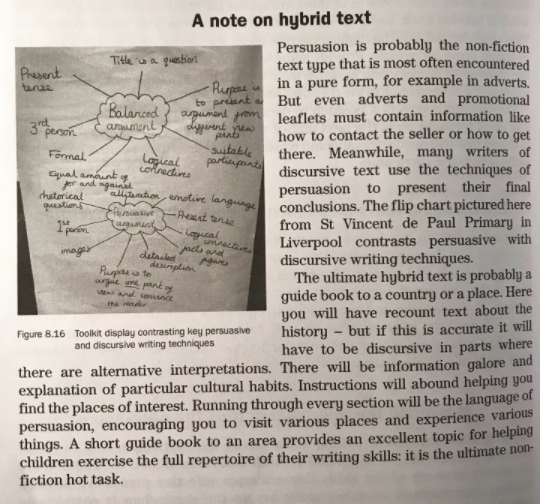 A note on hybrid text
Title is a question
Present
tense
Purpose is
to present an
argument from
different view
points
Balanced
argument
3rd
person
suitable
participants
Formal
Logical
connectives
Equal amount of
for and against
alliteration
emotive language
rhetorical
questions
Persuasive
argument
Present tense
1st
person
Logical
connectives
facts and
figures
images
detailed
description
Purpose is to
argue one point of
view and convince
the reader
Figure 8.16 Toolkit display contrasting key persuasive
and discursive writing techniques
Persuasion is probably the non-fiction
text type that is most often encountered
in a pure form, for example in adverts.
But even adverts and promotional
leaflets must contain information like
how to contact the seller or how to get
there. Meanwhile, many writers of
discursive text use the techniques of
persuasion to present their final
conclusions. The flip chart pictured here
from St Vincent de Paul Primary in
Liverpool contrasts persuasive with
discursive writing techniques.
The ultimate hybrid text is probably a
guide book to a country or a place. Here
you will have recount text about the
history – but if this is accurate it will
have to be discursive in parts where
there are alternative interpretations. There will be information galore and
explanation of particular cultural habits. Instructions will abound helping you
find the places of interest. Running through every section will be the language of
persuasion, encouraging you to visit various places and experience various
things. A short guide book to an area provides an excellent topic for helping
children exercise the full repertoire of their writing skills: it is the ultimate non-
fiction hot task.